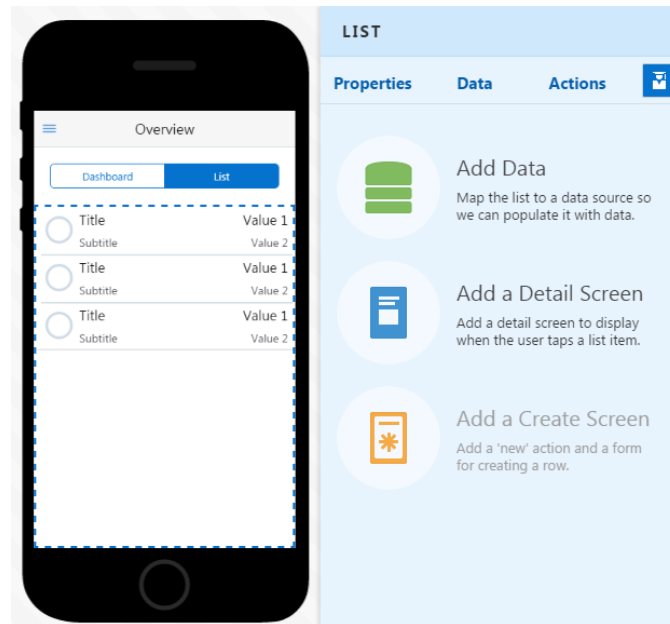 Overview
Dashboard List
Title Value 1
Subtitle Value 2
Title Value 1
Subtitle Value 2
Title Value 1
Subtitle Value 2
LIST
Properties Data Actions
Add Data
Map the list to a data source so
we can populate it with data.
Add a Detail Screen
Add a detail screen to display
when the user taps a list item.
Add a Create Screen
Add a 'new' action and a form
for creating a row.